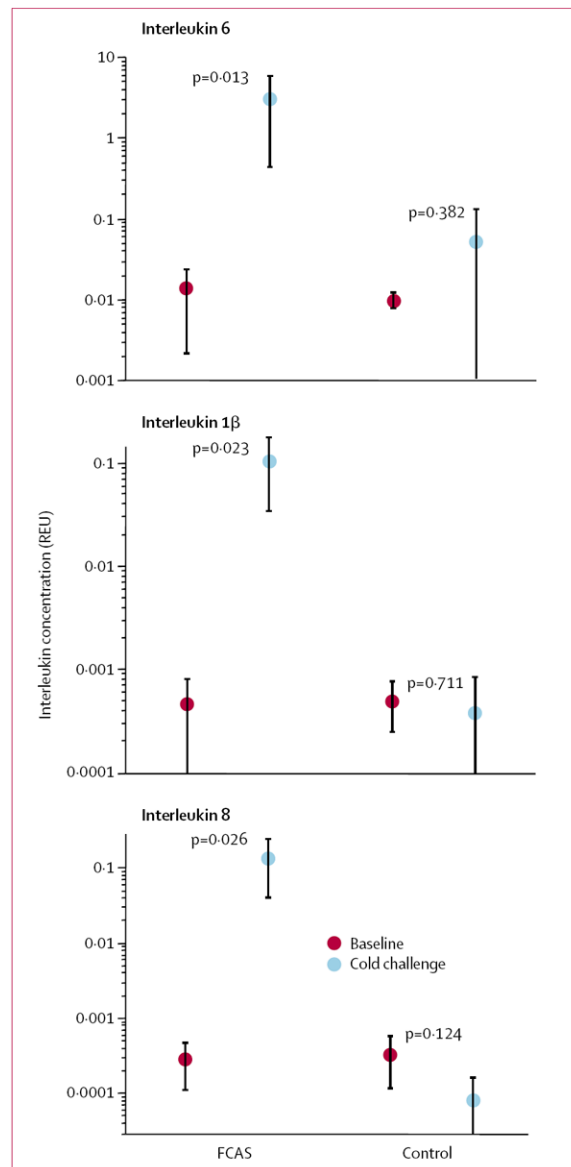 Interleukin 6
10
p=0·013
1
p=0·382
0·1
0·01
0·001
Interleukin 1β
p=0·023
0·1
0·01
0·001
p=0·711
0·0001
Interleukin concentration (REU)
Interleukin 8
p=0·026
0·1
Baseline
0·01
Cold challenge
0·001
p=0·124
0·0001
FCAS Control